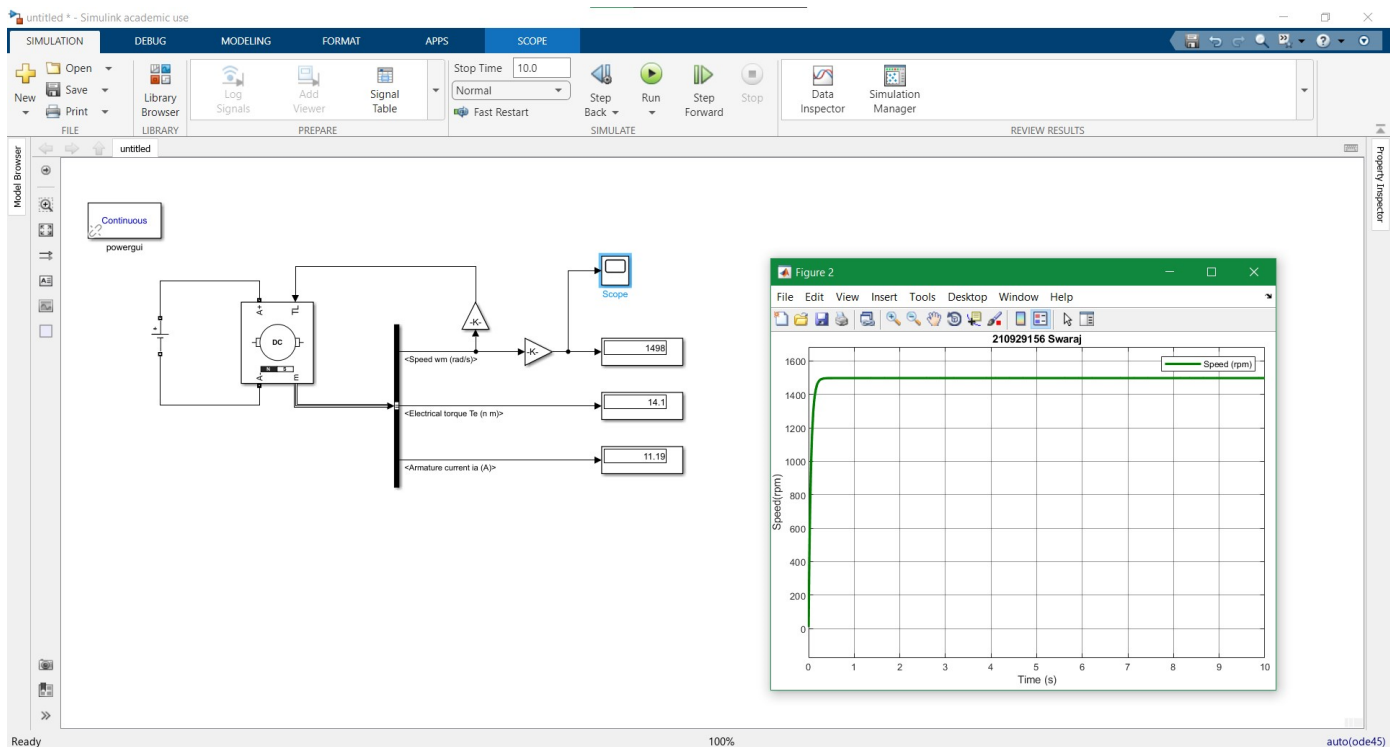 untitled * - Simulink academic use
SIMULATION DEBUG MODELING FORMAT APPS SCOPE
New
Open
Save
Print
FILE
Library Browser
LIBRARY
Log Signals
Add Viewer
Signal Table
PREPARE
Stop Time 10.0
Normal
Fast Restart
Step Back
Run
Step Forward
Stop
SIMULATE
Data Inspector
Simulation Manager
REVIEW RESULTS
Model Browser
untitled
Property Inspector
Continuous
powergui
+
A+
TL
DC
N S
A-
m
-K-
-K-
Scope
<Speed wm (rad/s)>
1498
<Electrical torque Te (n m)>
14.1
<Armature current ia (A)>
11.19
Figure 2
File Edit View Insert Tools Desktop Window Help
210929156 Swaraj
Speed (rpm)
1600
1400
1200
1000
800
600
400
200
0
Speed(rpm)
0 1 2 3 4 5 6 7 8 9 10
Time (s)
Ready
100%
auto(ode45)